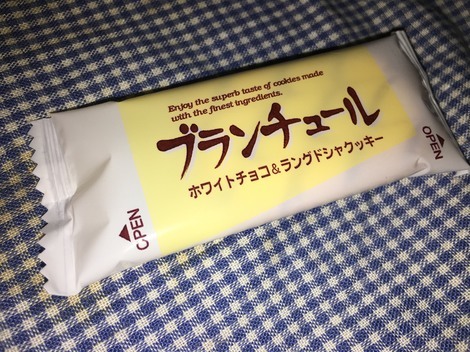 Enjoy the superb taste of cookies made
with the finest ingredients.
ブランチュール
ホワイトチョコ&ラングドシャクッキー
OPEN
OPEN